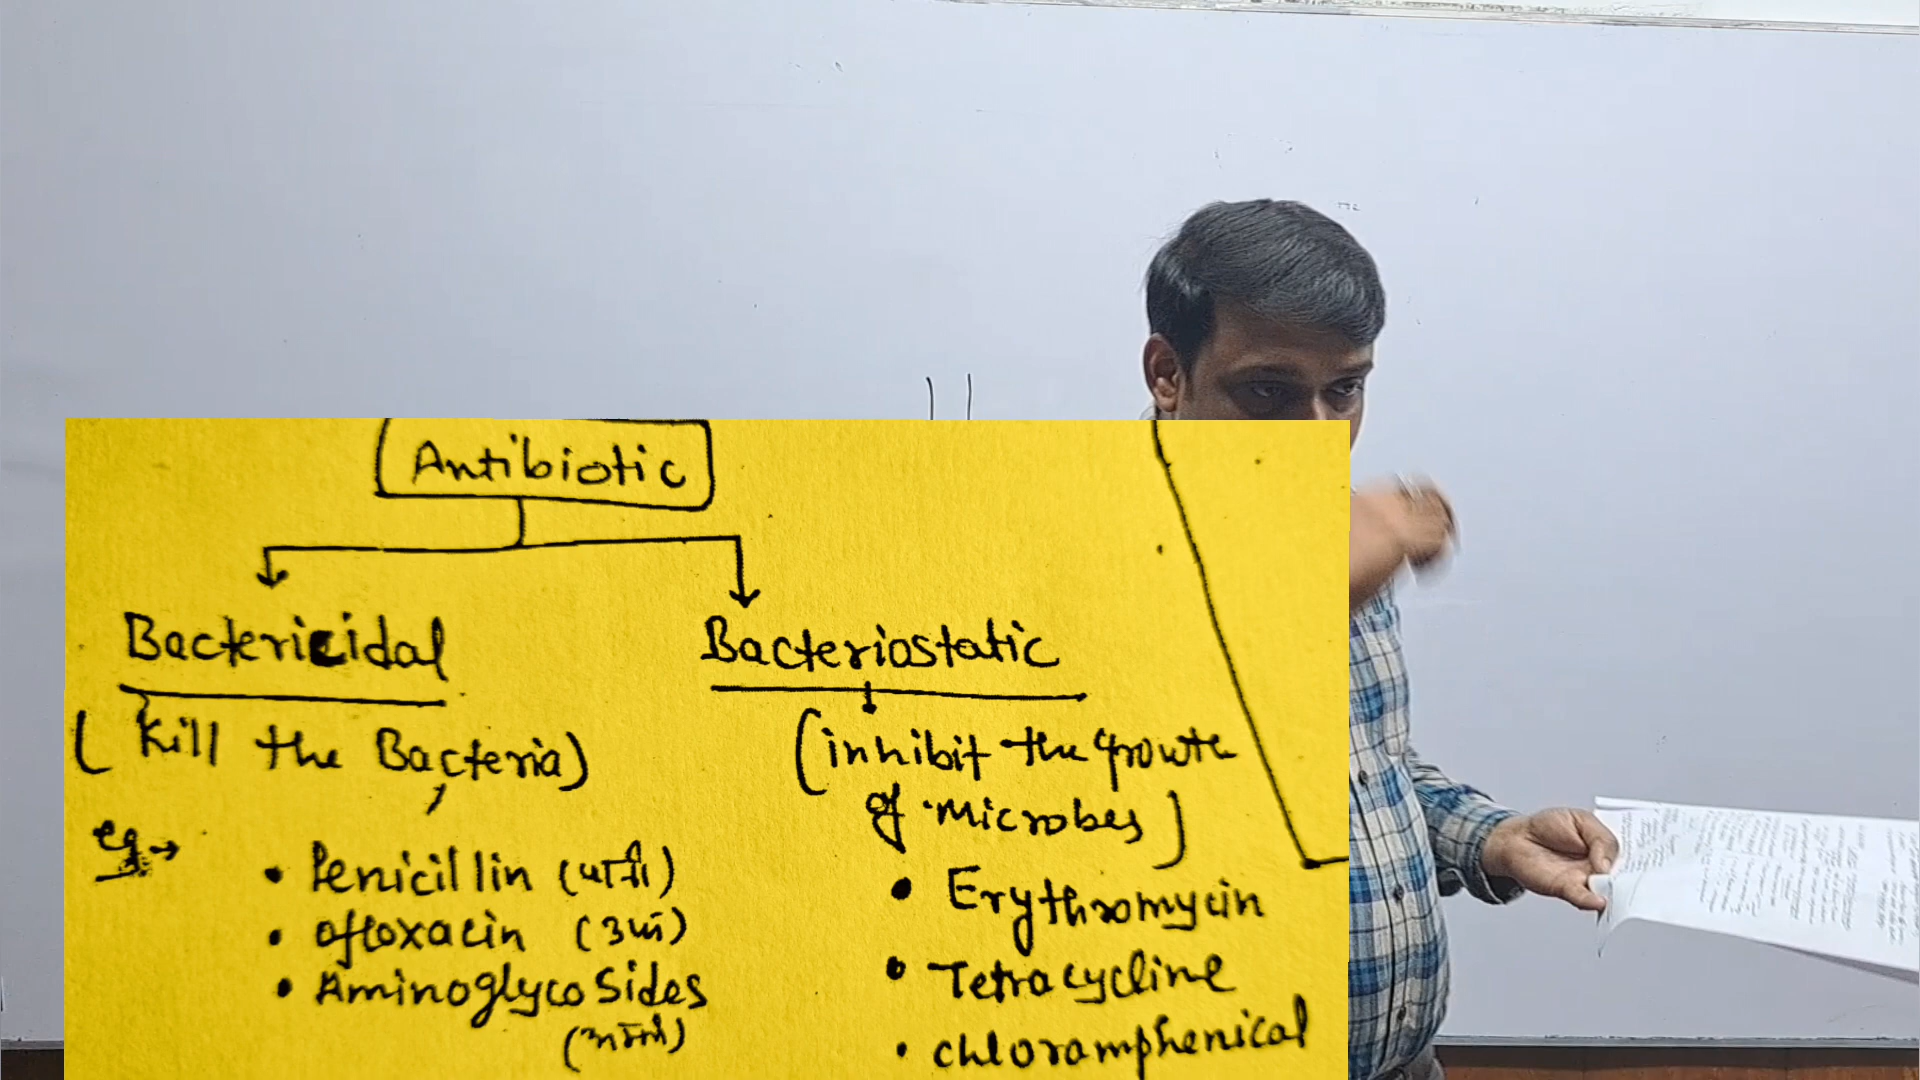 Antibiotic
Bactericidal
(Kill the Bacteria)
eg→
• Penicillin
• ofloxacin
• Aminoglycosides
Bacteriostatic
(inhibit the growth
of microbes)
• Erythromycin
• Tetracycline
• chloramphenical